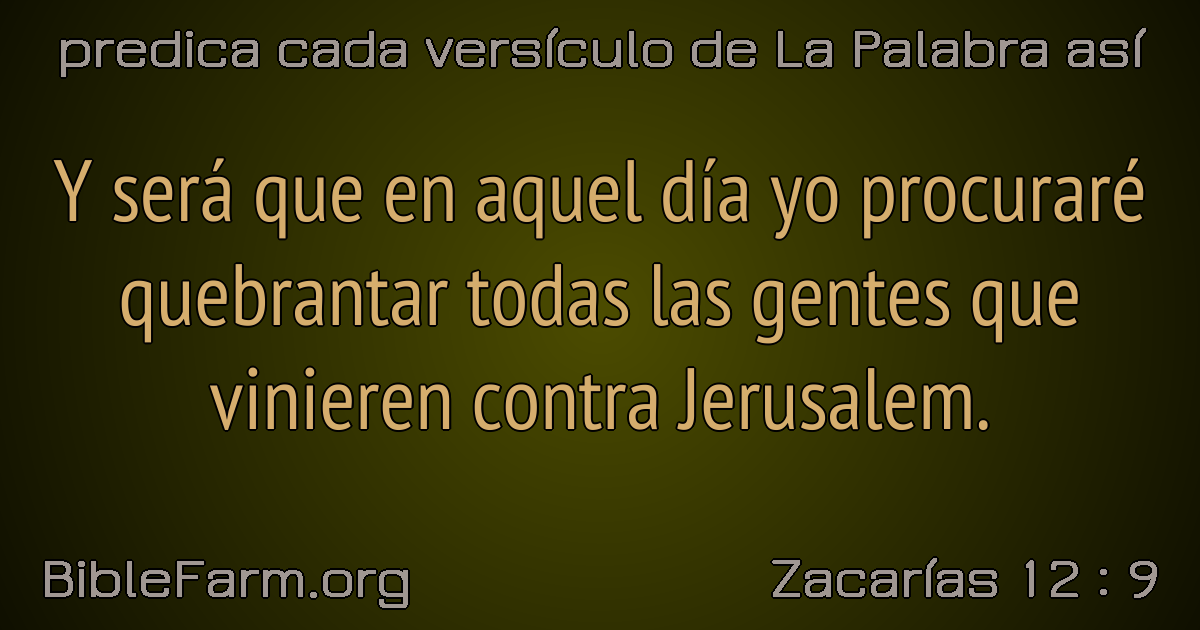 predica cada versículo de La Palabra así
Y será que en aquel día yo procuraré
quebrantar todas las gentes que
vinieren contra Jerusalem.
BibleFarm.org
Zacarías 12 : 9